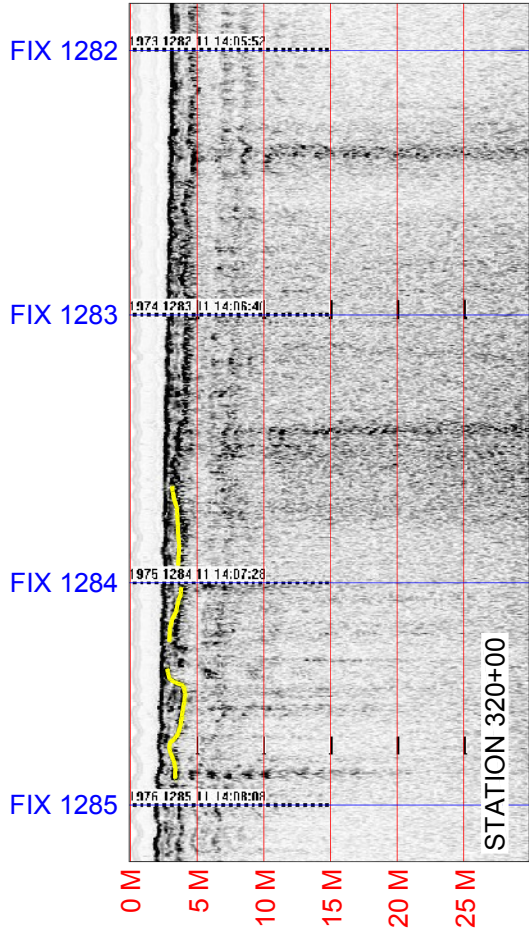 FIX 1282
1973 1282 11 14:05:52
FIX 1283
1974 1283 11 14:06:40
FIX 1284
1975 1284 11 14:07:28
FIX 1285
1976 1285 11 14:08:08
STATION 320+00
0 M
5 M
10 M
15 M
20 M
25 M